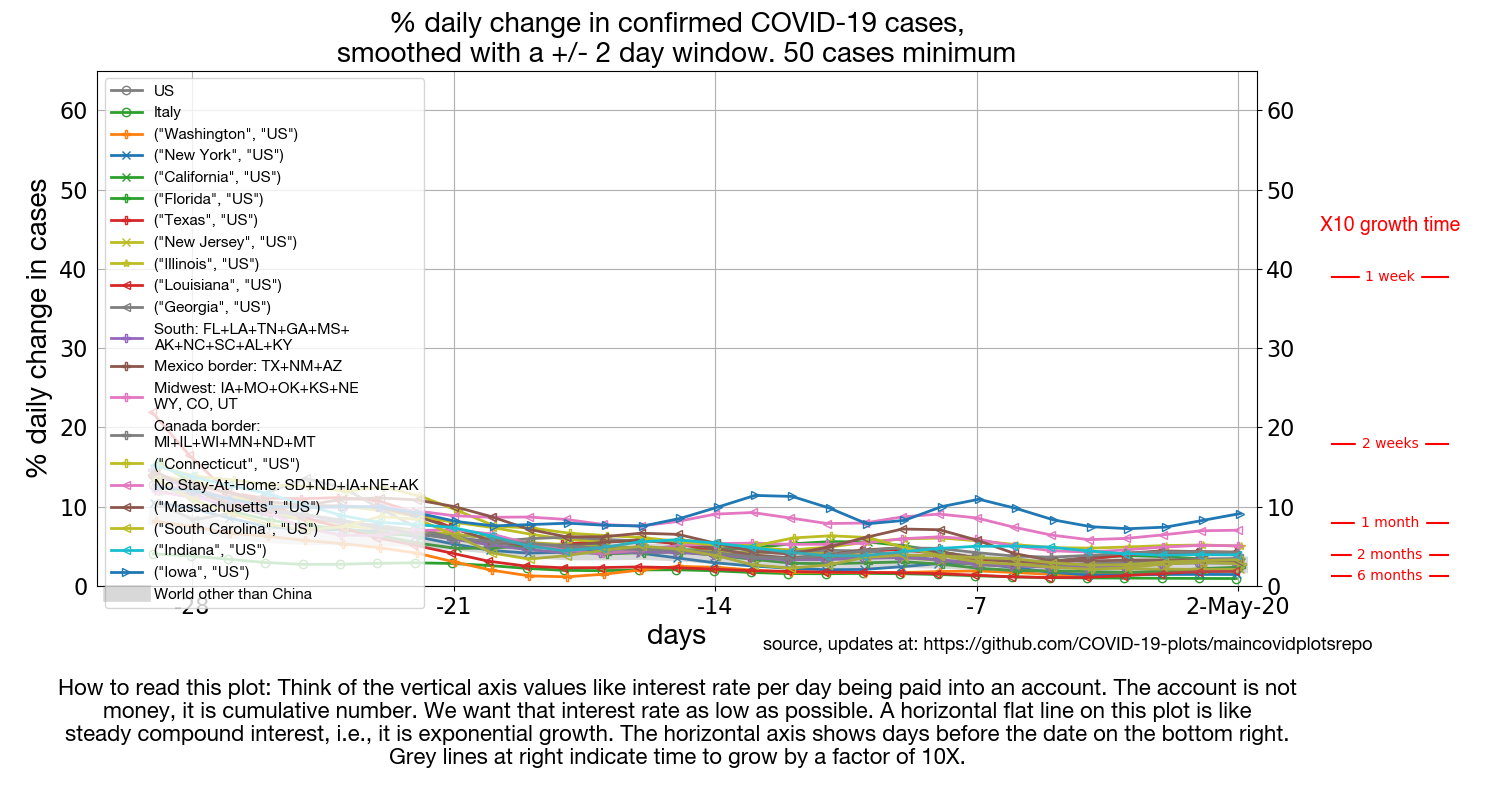 % daily change in confirmed COVID-19 cases,
smoothed with a +/- 2 day window. 50 cases minimum
% daily change in cases
60
50
40
30
20
10
0
US
Italy
("Washington", "US")
("New York", "US")
("California", "US")
("Florida", "US")
("Texas", "US")
("New Jersey", "US")
("Illinois", "US")
("Louisiana", "US")
("Georgia", "US")
South: FL+LA+TN+GA+MS+
AK+NC+SC+AL+KY
Mexico border: TX+NM+AZ
Midwest: IA+MO+OK+KS+NE
WY, CO, UT
Canada border:
MI+IL+WI+MN+ND+MT
("Connecticut", "US")
No Stay-At-Home: SD+ND+IA+NE+AK
("Massachusetts", "US")
("South Carolina", "US")
("Indiana", "US")
("Iowa", "US")
World other than China
60
50
40
30
20
10
0
X10 growth time
1 week
2 weeks
1 month
2 months
6 months
-28
-21
-14
-7
2-May-20
days
source, updates at: https://github.com/COVID-19-plots/maincovidplotsrepo
How to read this plot: Think of the vertical axis values like interest rate per day being paid into an account. The account is not
money, it is cumulative number. We want that interest rate as low as possible. A horizontal flat line on this plot is like
steady compound interest, i.e., it is exponential growth. The horizontal axis shows days before the date on the bottom right.
Grey lines at right indicate time to grow by a factor of 10X.